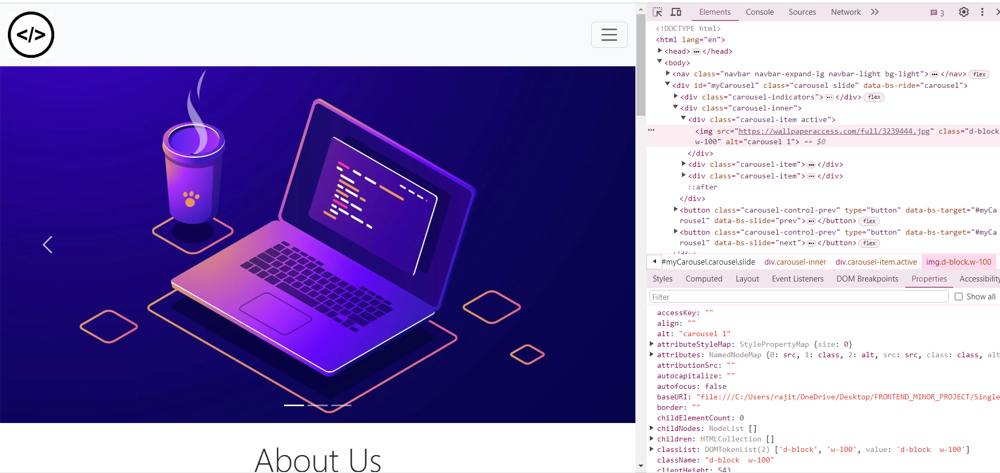 </>
About Us
Elements Console Sources Network 3
<!DOCTYPE html>
<html lang="en">
<head> ••• </head>
<body>
<nav class="navbar navbar-expand-lg navbar-light bg-light"> ••• </nav> flex
<div id="myCarousel" class="carousel slide" data-bs-ride="carousel">
<div class="carousel-indicators"> ••• </div> flex
<div class="carousel-inner">
<div class="carousel-item active">
<img src="https://wallpaperaccess.com/full/3239444.jpg" class="d-block
w-100" alt="carousel 1"> == $0
</div>
<div class="carousel-item"> ••• </div>
<div class="carousel-item"> ••• </div>
::after
</div>
<button class="carousel-control-prev" type="button" data-bs-target="#myCa
rousel" data-bs-slide="prev"> ••• </button> flex
<button class="carousel-control-prev" type="button" data-bs-target="#myCa
rousel" data-bs-slide="next"> ••• </button> flex
#myCarousel.carousel.slide div.carousel-inner div.carousel-item.active img.d-block.w-100
Styles Computed Layout Event Listeners DOM Breakpoints Properties Accessibility
Filter Show all
accessKey: ""
align: ""
alt: "carousel 1"
attributeStyleMap: StylePropertyMap {size: 0}
attributes: NamedNodeMap {0: src, 1: class, 2: alt, src: src, class: class, alt
attributionSrc: ""
autocapitalize: ""
autofocus: false
baseURI: "file:///C:/Users/rajit/OneDrive/Desktop/FRONTEND_MINOR_PROJECT/Single
border: ""
childElementCount: 0
childNodes: NodeList []
children: HTMLCollection []
classList: DOMTokenList(2) ['d-block', 'w-100', value: 'd-block  w-100']
className: "d-block  w-100"
clientHeight: 543